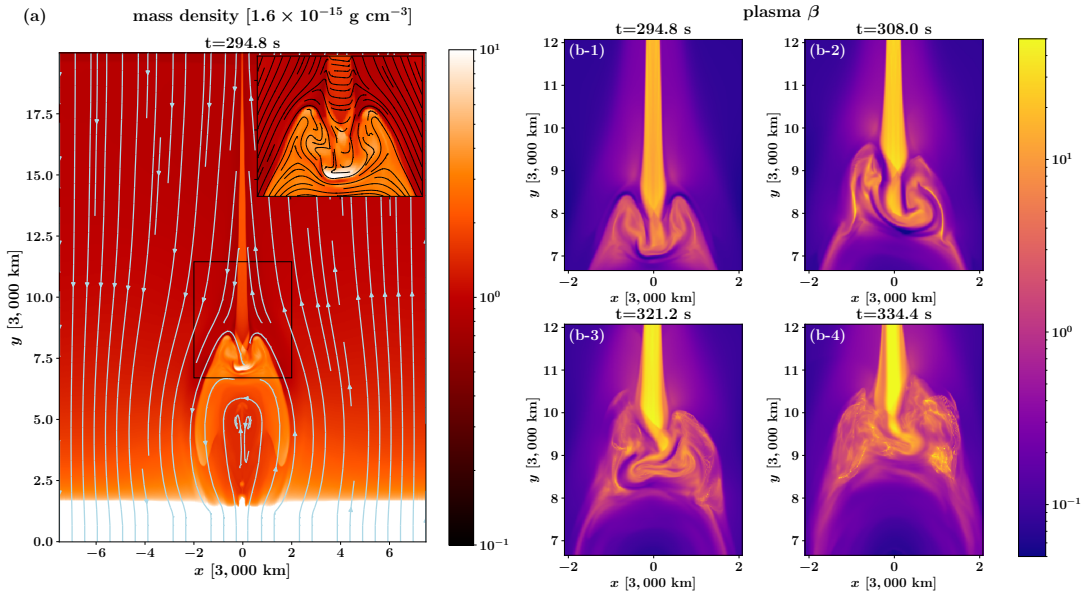 (a)
mass density [1.6 × 10⁻¹⁵ g cm⁻³]
t=294.8 s
17.5
15.0
12.5
10.0
7.5
5.0
2.5
0.0
y [3,000 km]
−6
−4
−2
0
2
4
6
x [3,000 km]
10¹
10⁰
10⁻¹
plasma β
t=294.8 s
(b-1)
12
11
10
9
8
7
y [3,000 km]
−2
0
2
x [3,000 km]
t=308.0 s
(b-2)
12
11
10
9
8
7
y [3,000 km]
−2
0
2
x [3,000 km]
t=321.2 s
(b-3)
12
11
10
9
8
7
y [3,000 km]
−2
0
2
x [3,000 km]
t=334.4 s
(b-4)
12
11
10
9
8
7
y [3,000 km]
−2
0
2
x [3,000 km]
10¹
10⁰
10⁻¹